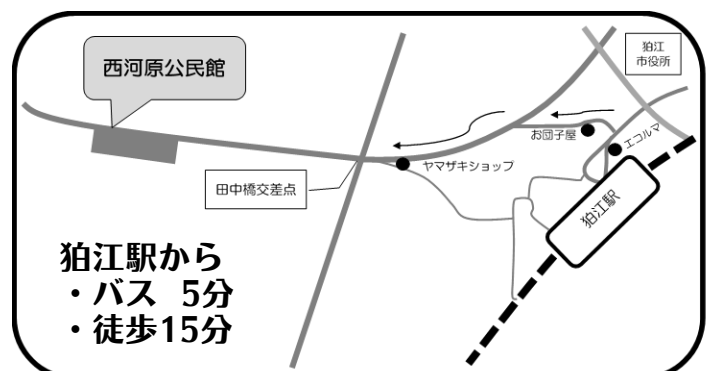 西河原公民館
狛江
市役所
お団子屋
エコルマ
ヤマザキショップ
田中橋交差点
狛江駅
狛江駅から
・バス 5分
・徒歩15分